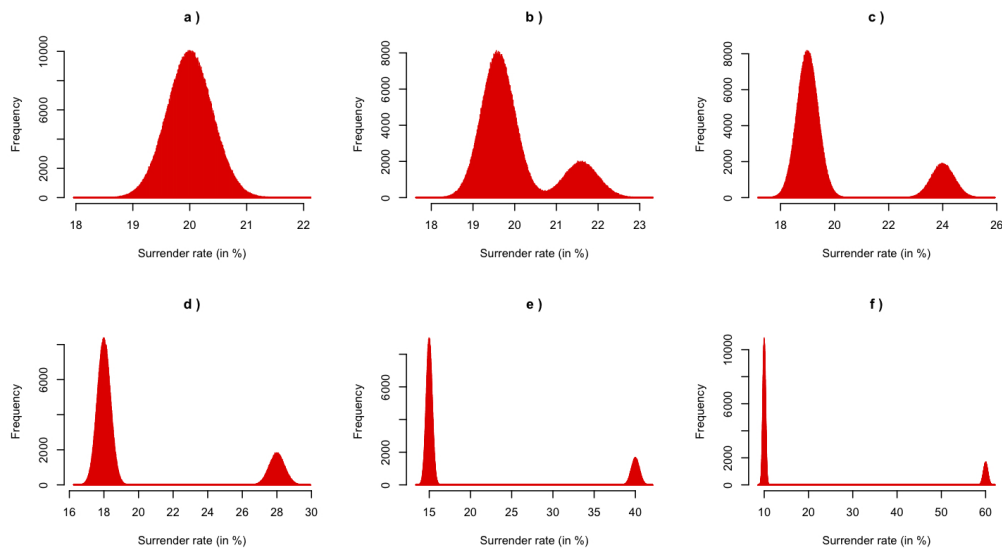 a )
Frequency
0 2000 6000 10000
18 19 20 21 22
Surrender rate (in %)
b )
Frequency
0 2000 4000 6000 8000
18 19 20 21 22 23
Surrender rate (in %)
c )
Frequency
0 2000 4000 6000 8000
18 20 22 24 26
Surrender rate (in %)
d )
Frequency
0 2000 6000
16 18 20 22 24 26 28 30
Surrender rate (in %)
e )
Frequency
0 2000 6000
15 20 25 30 35 40
Surrender rate (in %)
f )
Frequency
0 2000 6000 10000
10 20 30 40 50 60
Surrender rate (in %)